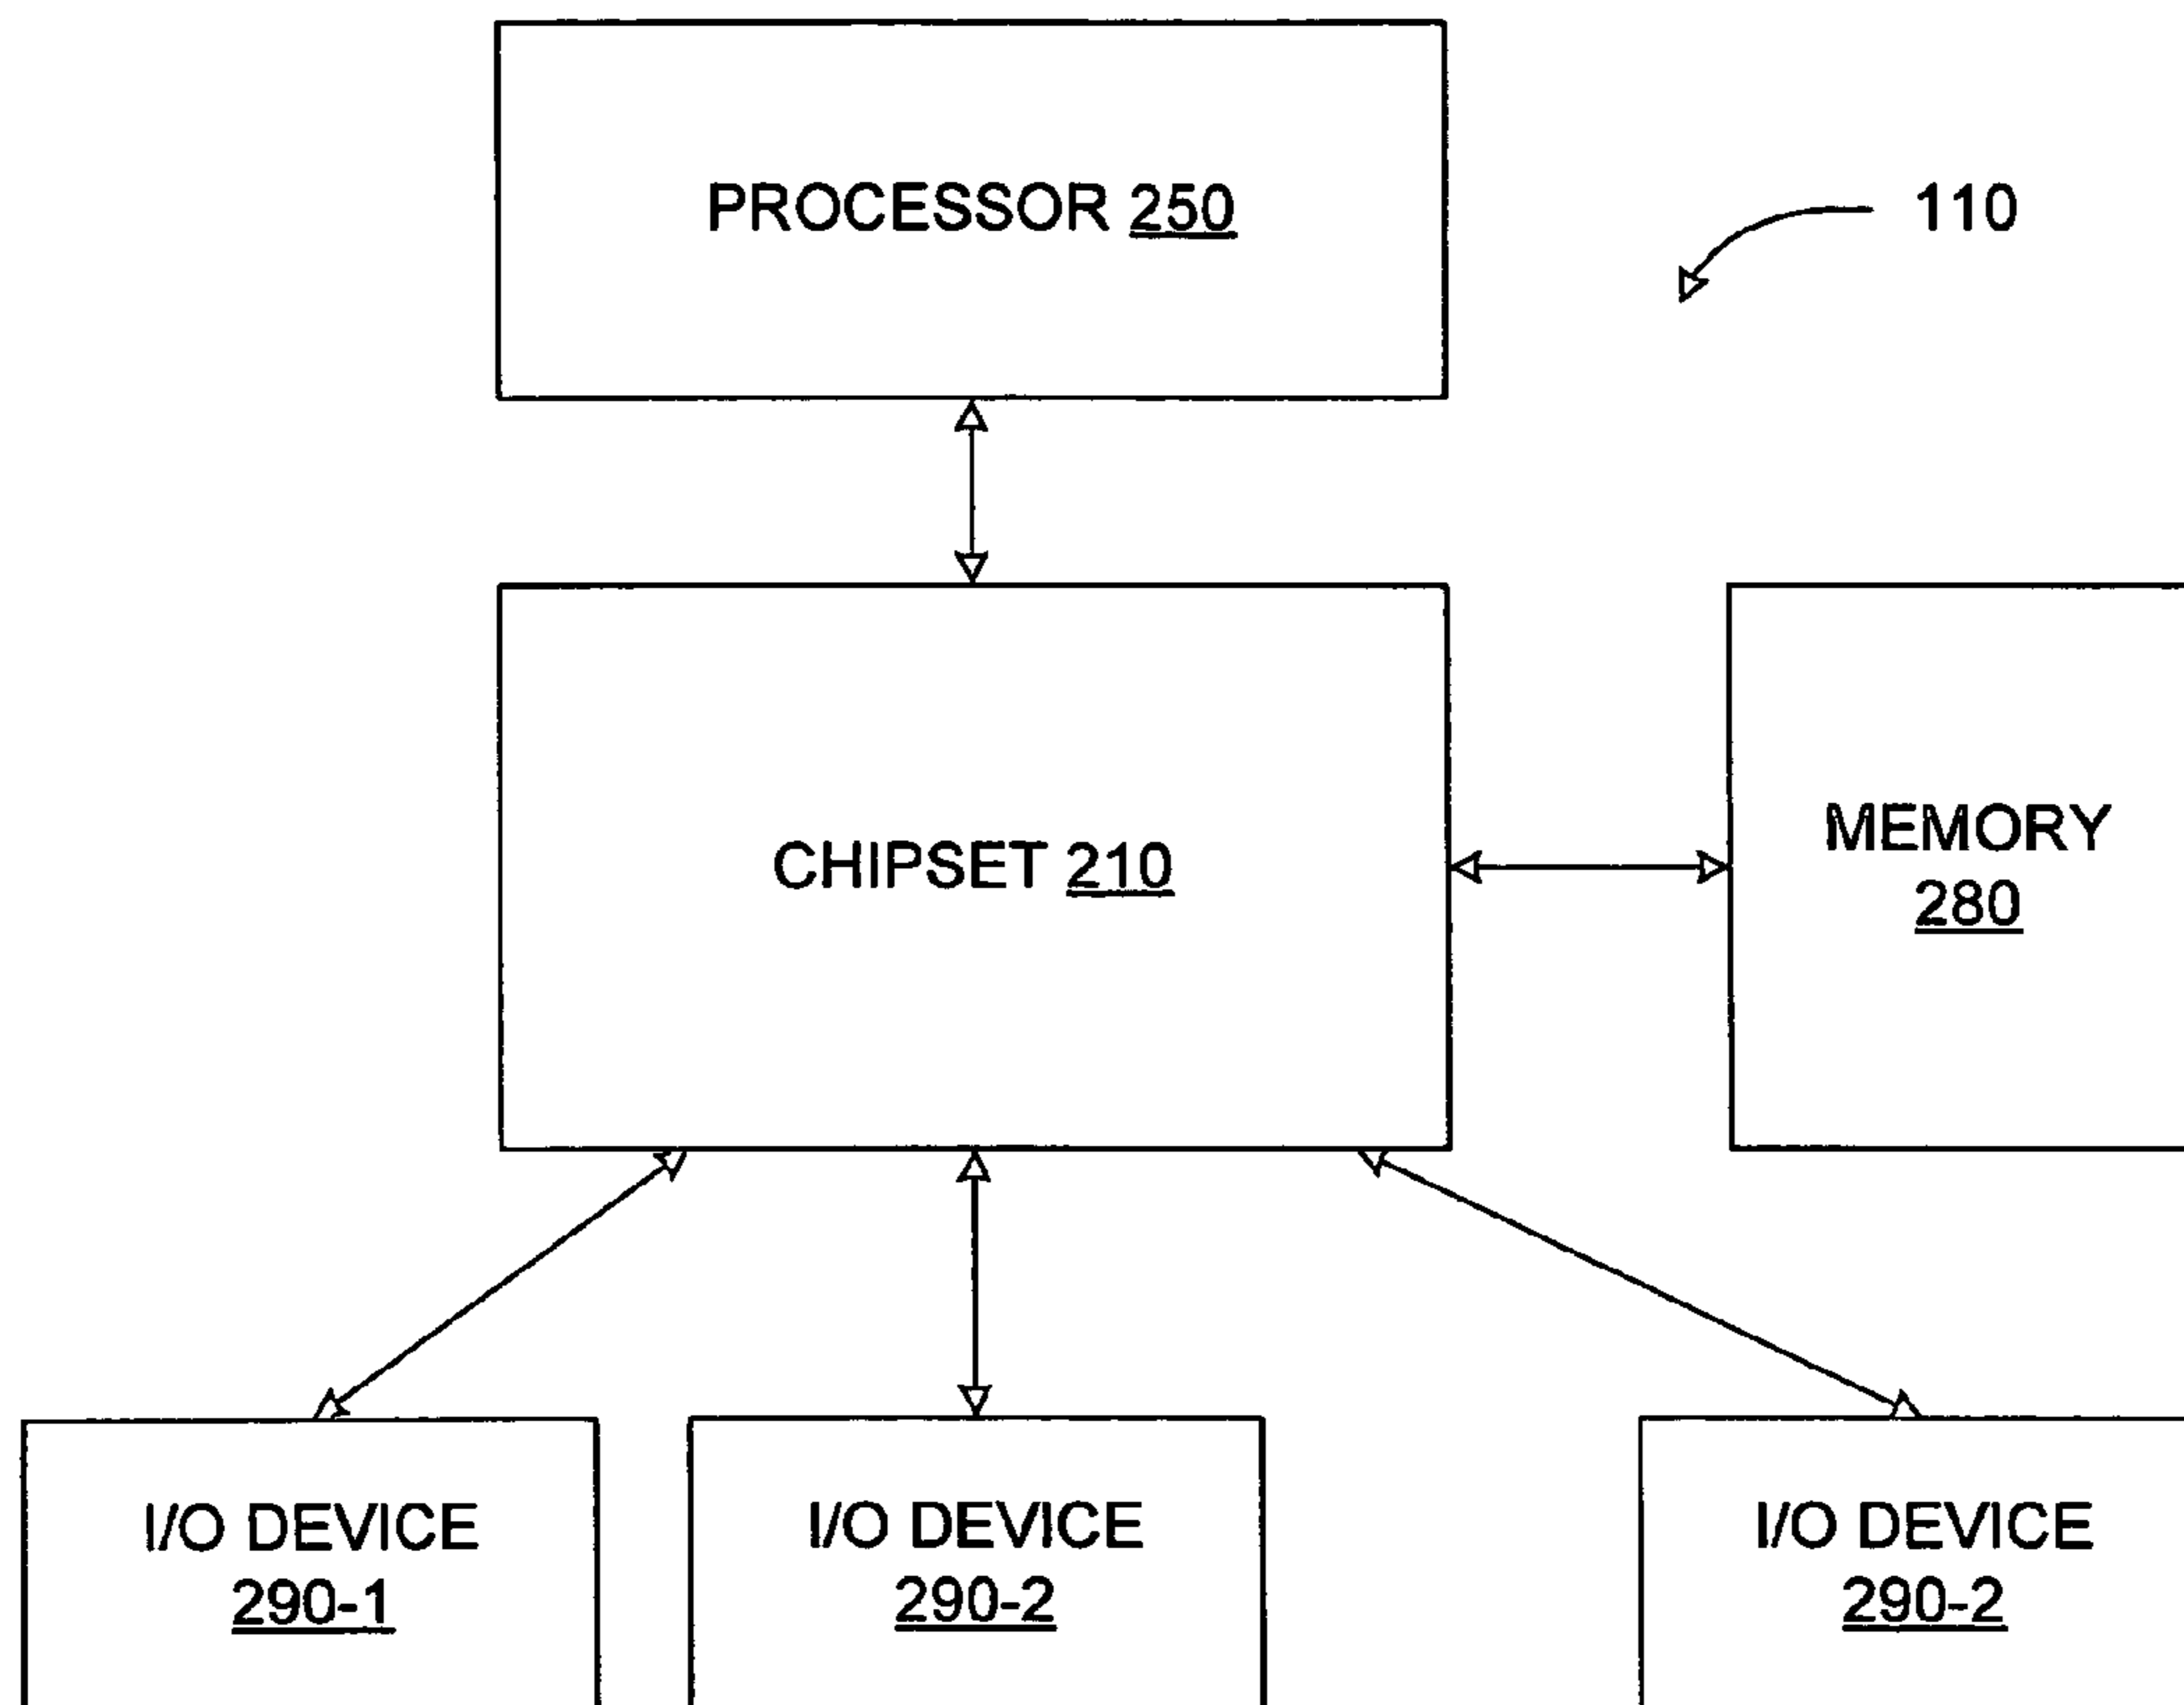 PROCESSOR 250
110
CHIPSET 210
MEMORY
280
I/O DEVICE
290-1
I/O DEVICE
290-2
I/O DEVICE
290-2